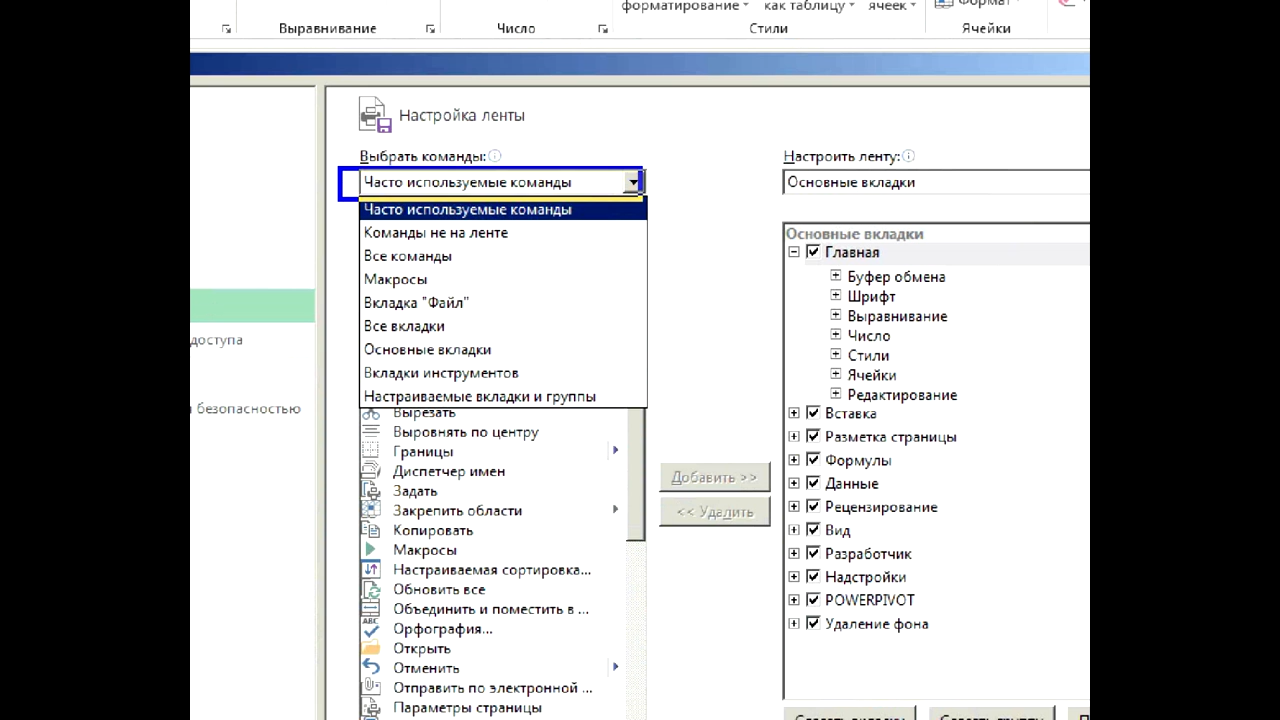 форматирование как таблицу ячеек Формат
Выравнивание Число Стили Ячейки
Настройка ленты
Выбрать команды:
Часто используемые команды
Часто используемые команды
Команды не на ленте
Все команды
Макросы
Вкладка "Файл"
Все вкладки
Основные вкладки
Вкладки инструментов
Настраиваемые вкладки и группы
Вырезать
Выровнять по центру
Границы
Диспетчер имен
Задать
Закрепить области
Копировать
Макросы
Настраиваемая сортировка...
Обновить все
Объединить и поместить в ...
Орфография...
Открыть
Отменить
Отправить по электронной ...
Параметры страницы
доступа
безопасностью
Добавить >>
<< Удалить
Настроить ленту:
Основные вкладки
Основные вкладки
Главная
Буфер обмена
Шрифт
Выравнивание
Число
Стили
Ячейки
Редактирование
Вставка
Разметка страницы
Формулы
Данные
Рецензирование
Вид
Разработчик
Надстройки
POWERPIVOT
Удаление фона